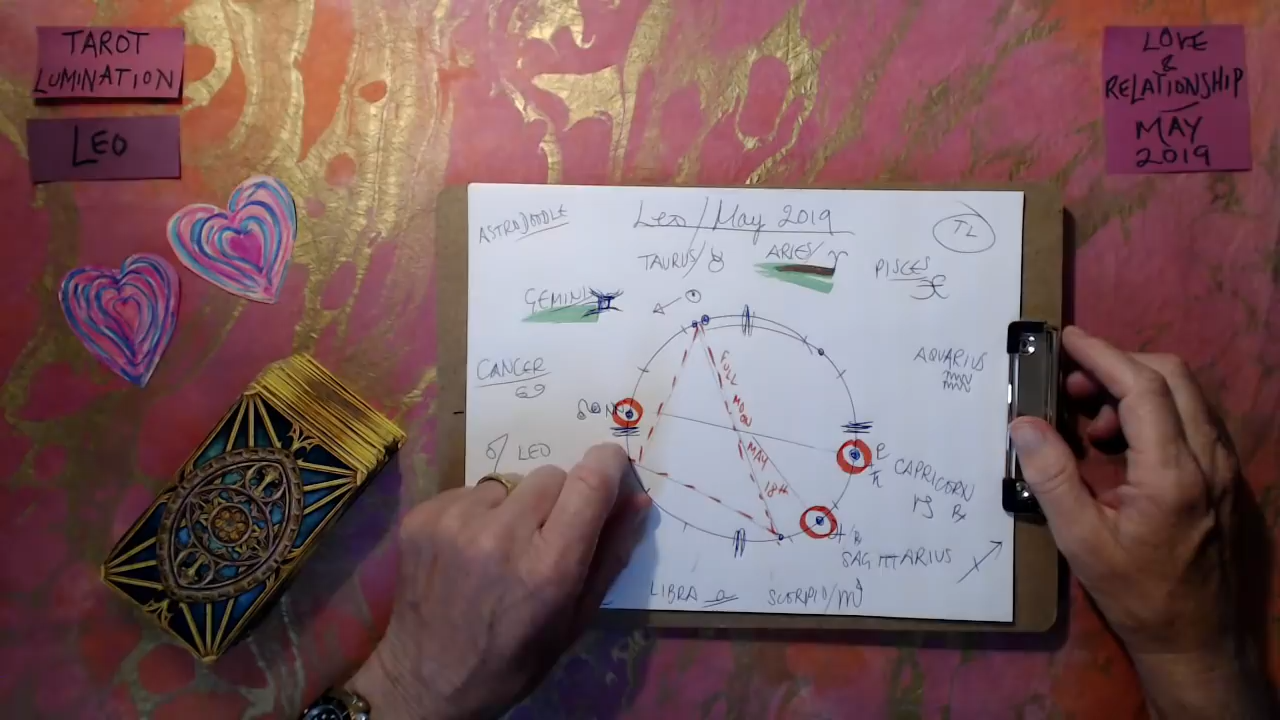 TAROT
LUMINATION
LEO
LOVE
&
RELATIONSHIP
MAY
2019
ASTRODOODLE
Leo/May 2019
TL
TAURUS/♉
ARIES/♈
PISCES
♓
GEMINI ♊
CANCER
♋
AQUARIUS
♒
FULL MOON
MAY
18th
LEO
CAPRICORN
♑ ℞
SAGITTARIUS ♐
LIBRA ♎
SCORPIO/♏